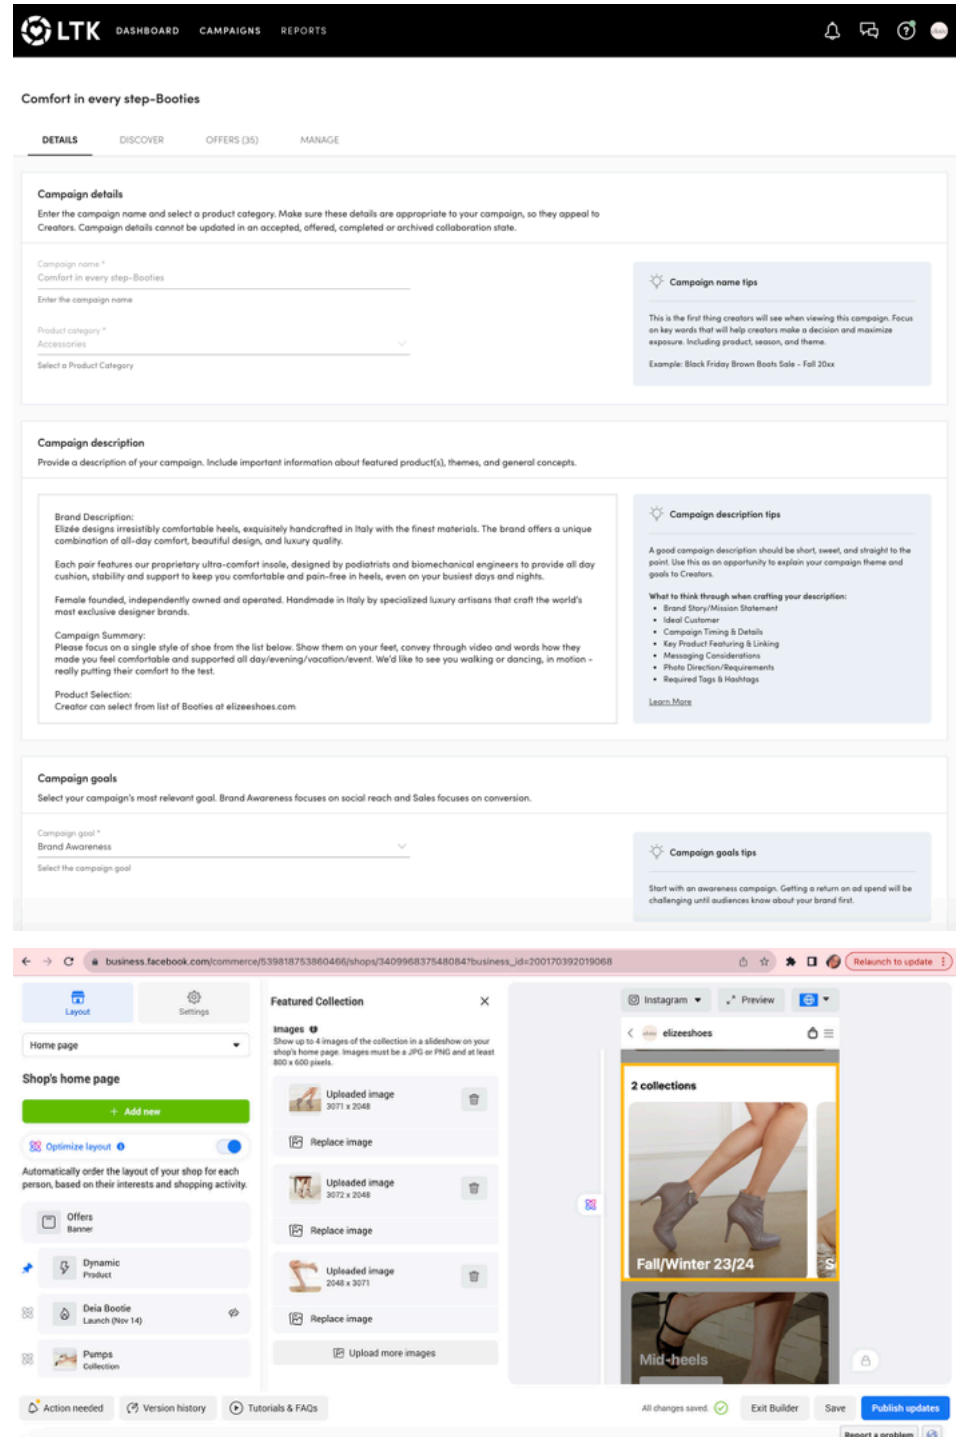 LTK DASHBOARD CAMPAIGNS REPORTS
Comfort in every step-Booties
DETAILS DISCOVER OFFERS (35) MANAGE
Campaign details
Enter the campaign name and select a product category. Make sure these details are appropriate to your campaign, so they appeal to
Creators. Campaign details cannot be updated in an accepted, offered, completed or archived collaboration state.
Campaign name *
Comfort in every step-Booties
Enter the campaign name
Product category *
Accessories
Select a Product Category
Campaign name tips
This is the first thing creators will see when viewing this campaign. Focus
on key words that will help creators make a decision and maximize
exposure. Including product, season, and theme.
Example: Black Friday Brown Boots Sale - Fall 20xx
Campaign description
Provide a description of your campaign. Include important information about featured product(s), themes, and general concepts.
Brand Description:
Elizée designs irresistibly comfortable heels, exquisitely handcrafted in Italy with the finest materials. The brand offers a unique
combination of all-day comfort, beautiful design, and luxury quality.
Each pair features our proprietary ultra-comfort insole, designed by podiatrists and biomechanical engineers to provide all day
cushion, stability and support to keep you comfortable and pain-free in heels, even on your busiest days and nights.
Female founded, independently owned and operated. Handmade in Italy by specialized luxury artisans that craft the world's
most exclusive designer brands.
Campaign Summary:
Please focus on a single style of shoe from the list below. Show them on your feet, convey through video and words how they
made you feel comfortable and supported all day/evening/vacation/event. We'd like to see you walking or dancing, in motion -
really putting their comfort to the test.
Product Selection:
Creator can select from list of Booties at elizeeshoes.com
Campaign description tips
A good campaign description should be short, sweet, and straight to the
point. Use this as an opportunity to explain your campaign theme and
goals to Creators.
What to think through when crafting your description:
• Brand Story/Mission Statement
• Ideal Customer
• Campaign Timing & Details
• Key Product Featuring & Linking
• Messaging Considerations
• Photo Direction/Requirements
• Required Tags & Hashtags
Learn More
Campaign goals
Select your campaign's most relevant goal. Brand Awareness focuses on social reach and Sales focuses on conversion.
Campaign goal *
Brand Awareness
Select the campaign goal
Campaign goals tips
Start with an awareness campaign. Getting a return on ad spend will be
challenging until audiences know about your brand first.
business.facebook.com/commerce/539818753860466/shops/3409968375480847?business_id=200170392019068
Relaunch to update
Layout
Settings
Home page
Shop's home page
+ Add new
Optimize layout
Automatically order the layout of your shop for each
person, based on their interests and shopping activity.
Offers
Banner
Dynamic
Product
Deia Bootie
Launch (Nov 14)
Pumps
Collection
Featured Collection
Images
Show up to 4 images of the collection in a slideshow on your
shop's home page. Images must be a JPG or PNG and at least
800 x 600 pixels.
Uploaded image
3071 x 2048
Replace image
Uploaded image
3072 x 2048
Replace image
Uploaded image
2048 x 3071
Replace image
Upload more images
Instagram
Preview
elizeeshoes
2 collections
Fall/Winter 23/24
S
Mid-heels
Action needed
Version history
Tutorials & FAQs
All changes saved.
Exit Builder
Save
Publish updates
Report a problem